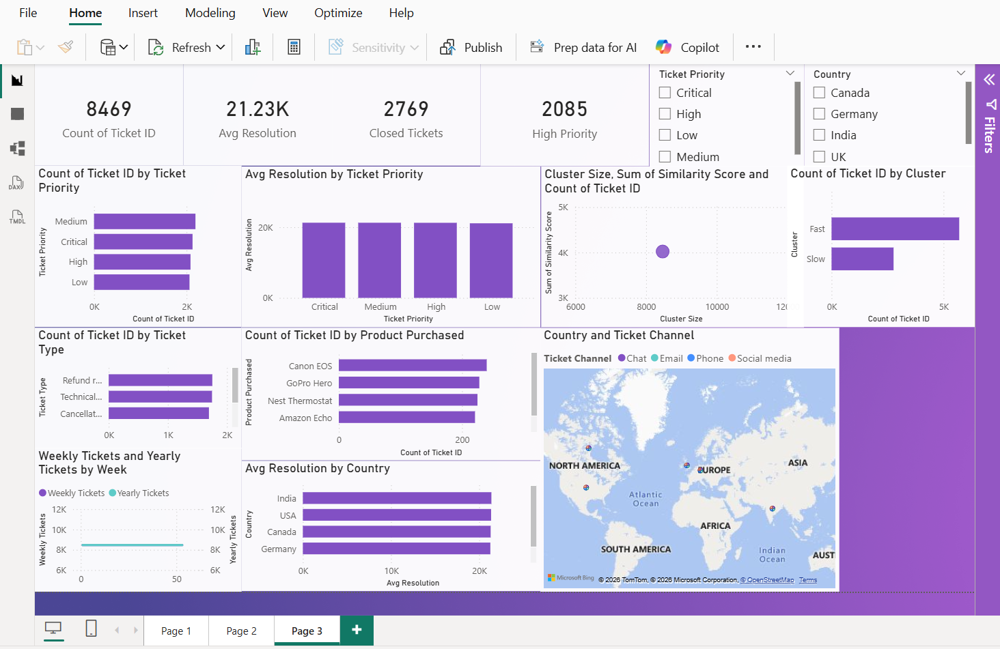 File Home Insert Modeling View Optimize Help
Refresh Sensitivity Publish Prep data for AI Copilot
DAX
TMDL
8469
Count of Ticket ID
21.23K
Avg Resolution
2769
Closed Tickets
2085
High Priority
Ticket Priority
Critical
High
Low
Medium
Country
Canada
Germany
India
UK
Filters
Count of Ticket ID by Ticket
Priority
Ticket Priority
Medium
Critical
High
Low
0K 2K
Count of Ticket ID
Avg Resolution by Ticket Priority
Avg Resolution
20K
0K
Critical Medium High Low
Ticket Priority
Cluster Size, Sum of Similarity Score and
Count of Ticket ID
Sum of Similarity Score
5K
4K
3K
6000 8000 10000
Cluster Size
Count of Ticket ID by Cluster
Cluster
Fast
Slow
0K 5K
Count of Ticket ID
Count of Ticket ID by Ticket
Type
Ticket Type
Refund r...
Technical...
Cancellat...
0K 1K 2K
Weekly Tickets and Yearly
Tickets by Week
Weekly Tickets Yearly Tickets
Weekly Tickets
12K
10K
8K
6K
12K
10K
8K
6K
Yearly Tickets
0 50
Count of Ticket ID by Product Purchased
Product Purchased
Canon EOS
GoPro Hero
Nest Thermostat
Amazon Echo
0 200
Count of Ticket ID
Avg Resolution by Country
Country
India
USA
Canada
Germany
0K 10K 20K
Avg Resolution
Country and Ticket Channel
Ticket Channel Chat Email Phone Social media
NORTH AMERICA
EUROPE
ASIA
Atlantic
Ocean
AFRICA
SOUTH AMERICA
Indian
Ocean
AUST
Microsoft Bing
© 2026 TomTom, © 2026 Microsoft Corporation, © OpenStreetMap Terms
Page 1 Page 2 Page 3 +